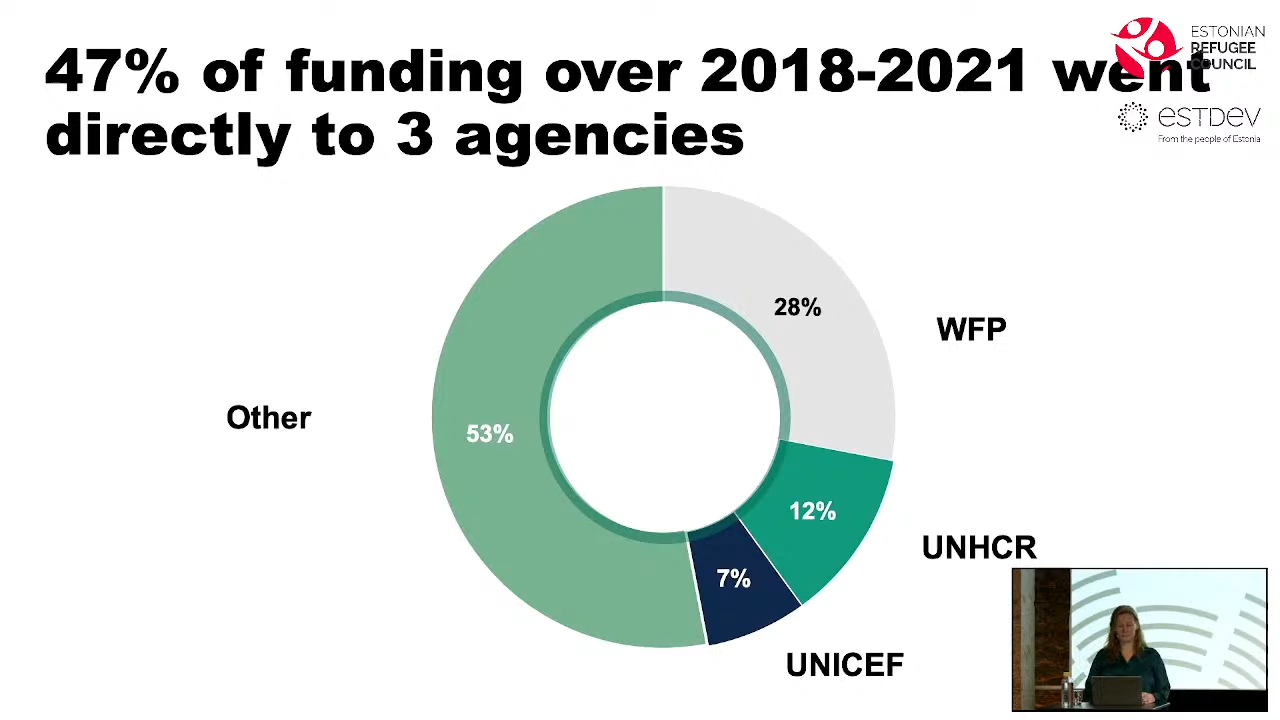 47% of funding over 2018-2021 went
directly to 3 agencies
ESTONIAN
REFUGEE
COUNCIL
ESTDEV
From the people of Estonia
28%
WFP
Other
53%
12%
UNHCR
7%
UNICEF